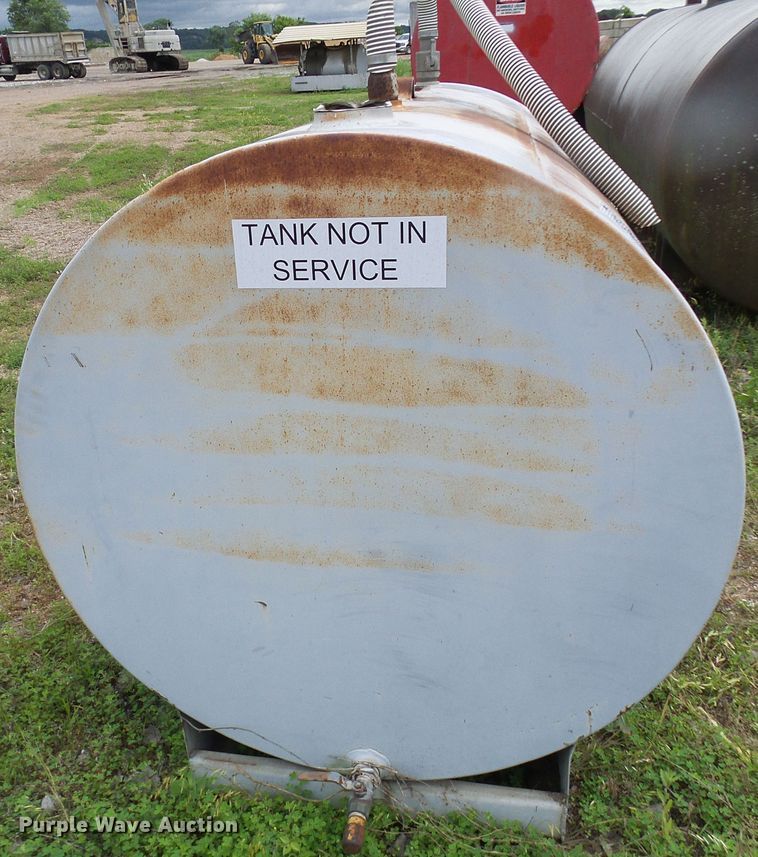 TANK NOT IN
SERVICE
Purple Wave Auction